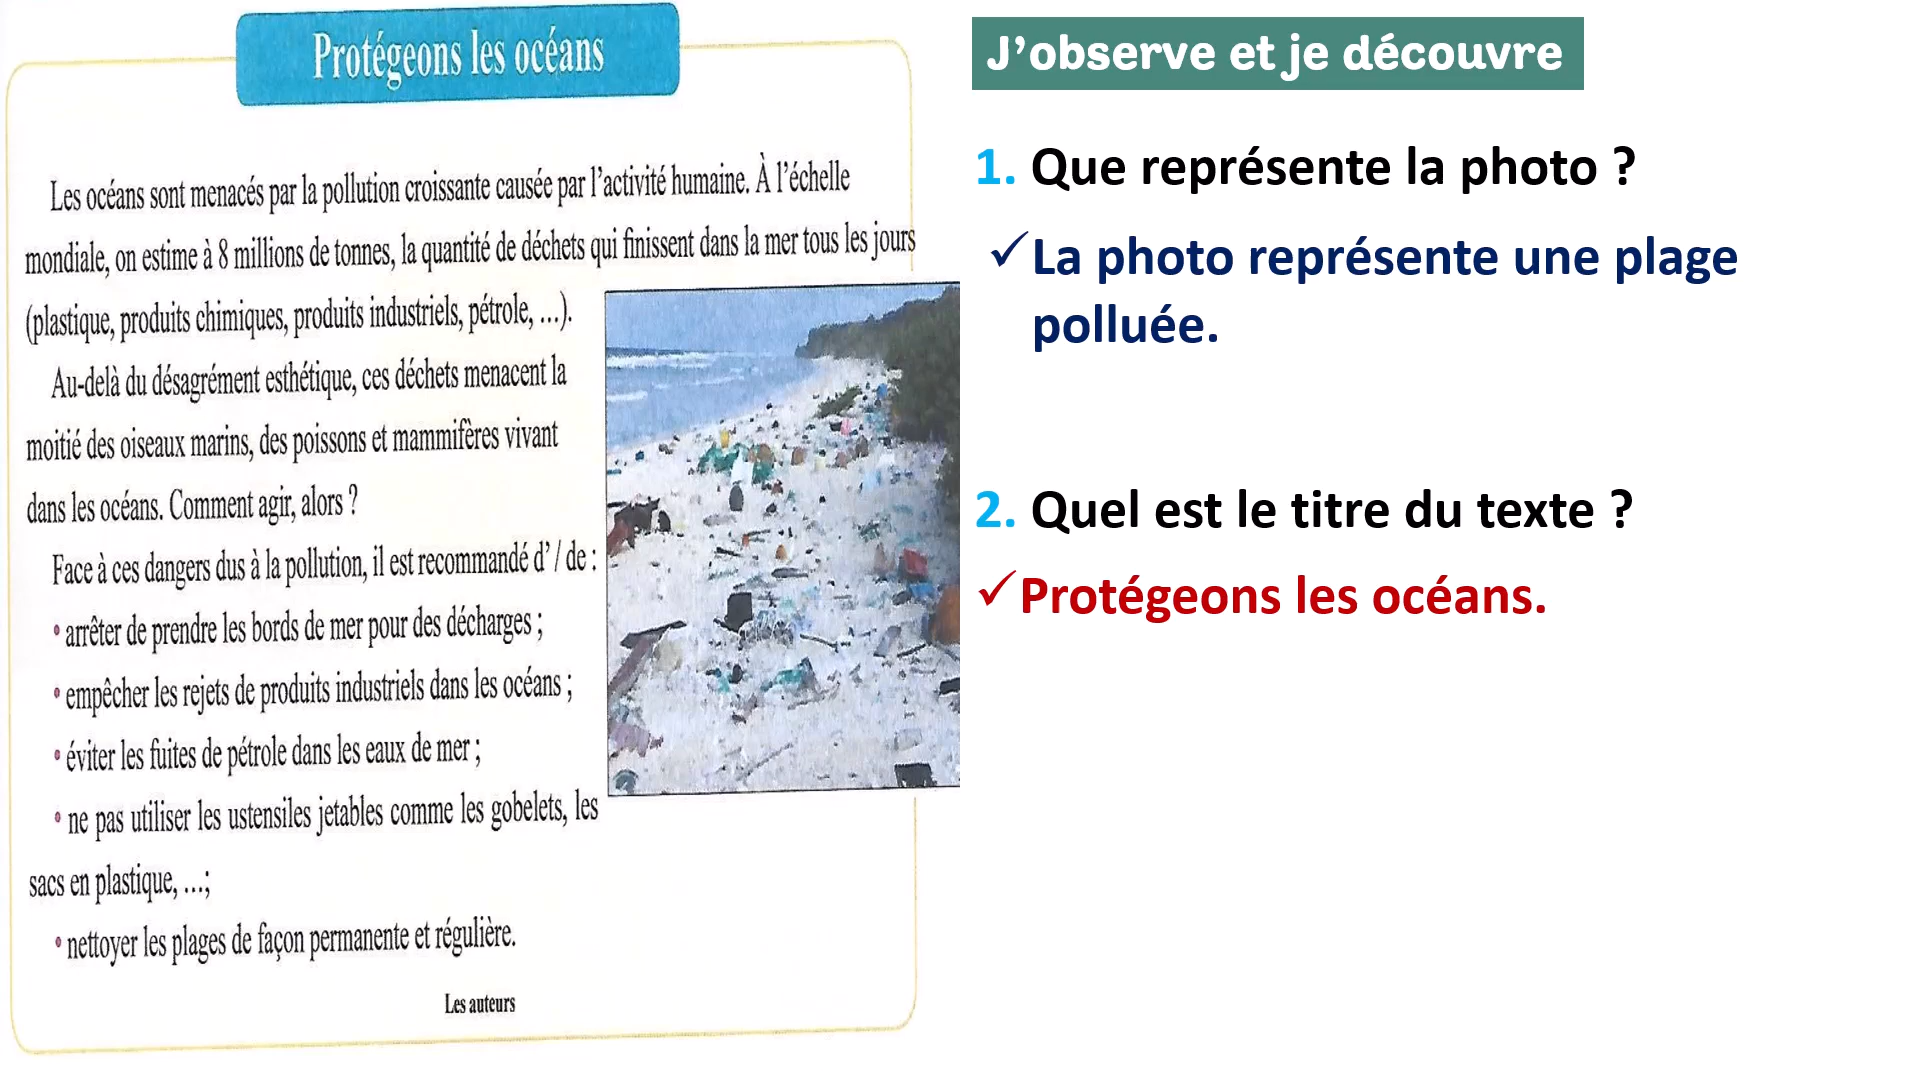 Protégeons les océans
Les océans sont menacés par la pollution croissante causée par l'activité humaine. À l'échelle
mondiale, on estime à 8 millions de tonnes, la quantité de déchets qui finissent dans la mer tous les jours
(plastique, produits chimiques, produits industriels, pétrole, ...).
Au-delà du désagrément esthétique, ces déchets menacent la
moitié des oiseaux marins, des poissons et mammifères vivant
dans les océans. Comment agir, alors ?
Face à ces dangers dus à la pollution, il est recommandé d' / de :
• arrêter de prendre les bords de mer pour des décharges ;
• empêcher les rejets de produits industriels dans les océans ;
• éviter les fuites de pétrole dans les eaux de mer ;
• ne pas utiliser les ustensiles jetables comme les gobelets, les
sacs en plastique, ...;
• nettoyer les plages de façon permanente et régulière.
Les auteurs
J'observe et je découvre
1. Que représente la photo ?
✓La photo représente une plage
polluée.
2. Quel est le titre du texte ?
✓Protégeons les océans.